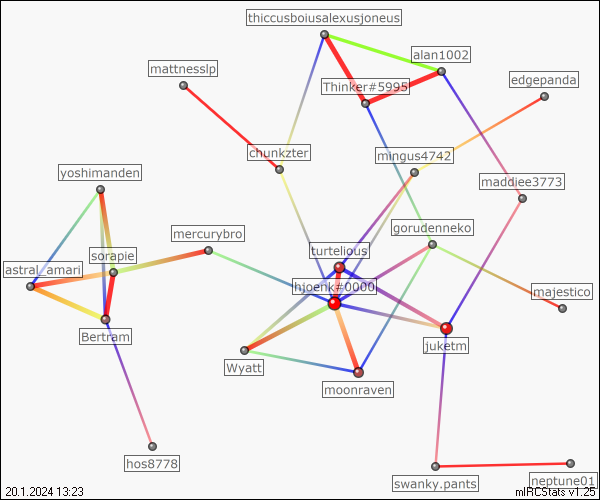 thiccusboiusalexusjoneus
alan1002
mattnesslp
Thinker#5995
edgepanda
chunkzter
mingus4742
yoshimanden
maddiee3773
mercurybro
gorudenneko
sorapie
turtelious
astral_amari
hjoenk#0000
majestico
Bertram
juketm
Wyatt
moonraven
hos8778
swanky.pants
neptune01
20.1.2024 13:23
mIRCStats v1.25